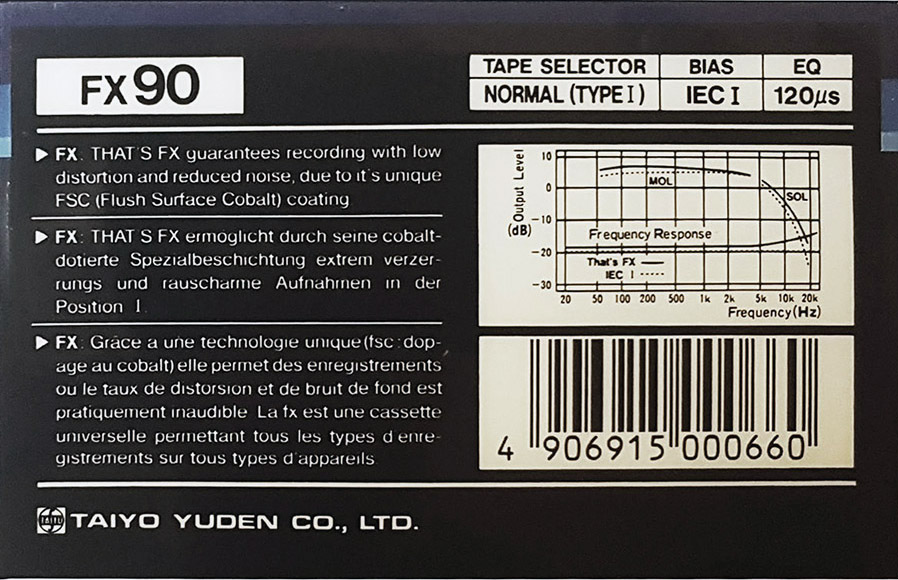 FX 90
TAPE SELECTOR BIAS EQ
NORMAL (TYPE I) IEC I 120µs
FX: THAT'S FX guarantees recording with low
distortion and reduced noise, due to it's unique
FSC (Flush Surface Cobalt) coating
FX: THAT'S FX ermöglicht durch seine cobalt-
dotierte Spezialbeschichtung extrem verzer-
rungs und rauscharme Aufnahmen in der
Position I.
FX: Grâce a une technologie unique (fsc: dop-
age au cobalt) elle permet des enregistrements
ou le taux de distorsion et de bruit de fond est
pratiquement inaudible. La fx est une cassette
universelle permettant tous les types d'enre-
gistrements sur tous types d'appareils.
Output Level
(dB)
10
0
-10
-20
-30
MOL
SOL
Frequency Response
That's FX
IEC I
20 50 100 200 500 1k 2k 5k 10k 20k
Frequency (Hz)
4 906915 000660
TAIYU TAIYO YUDEN CO., LTD.